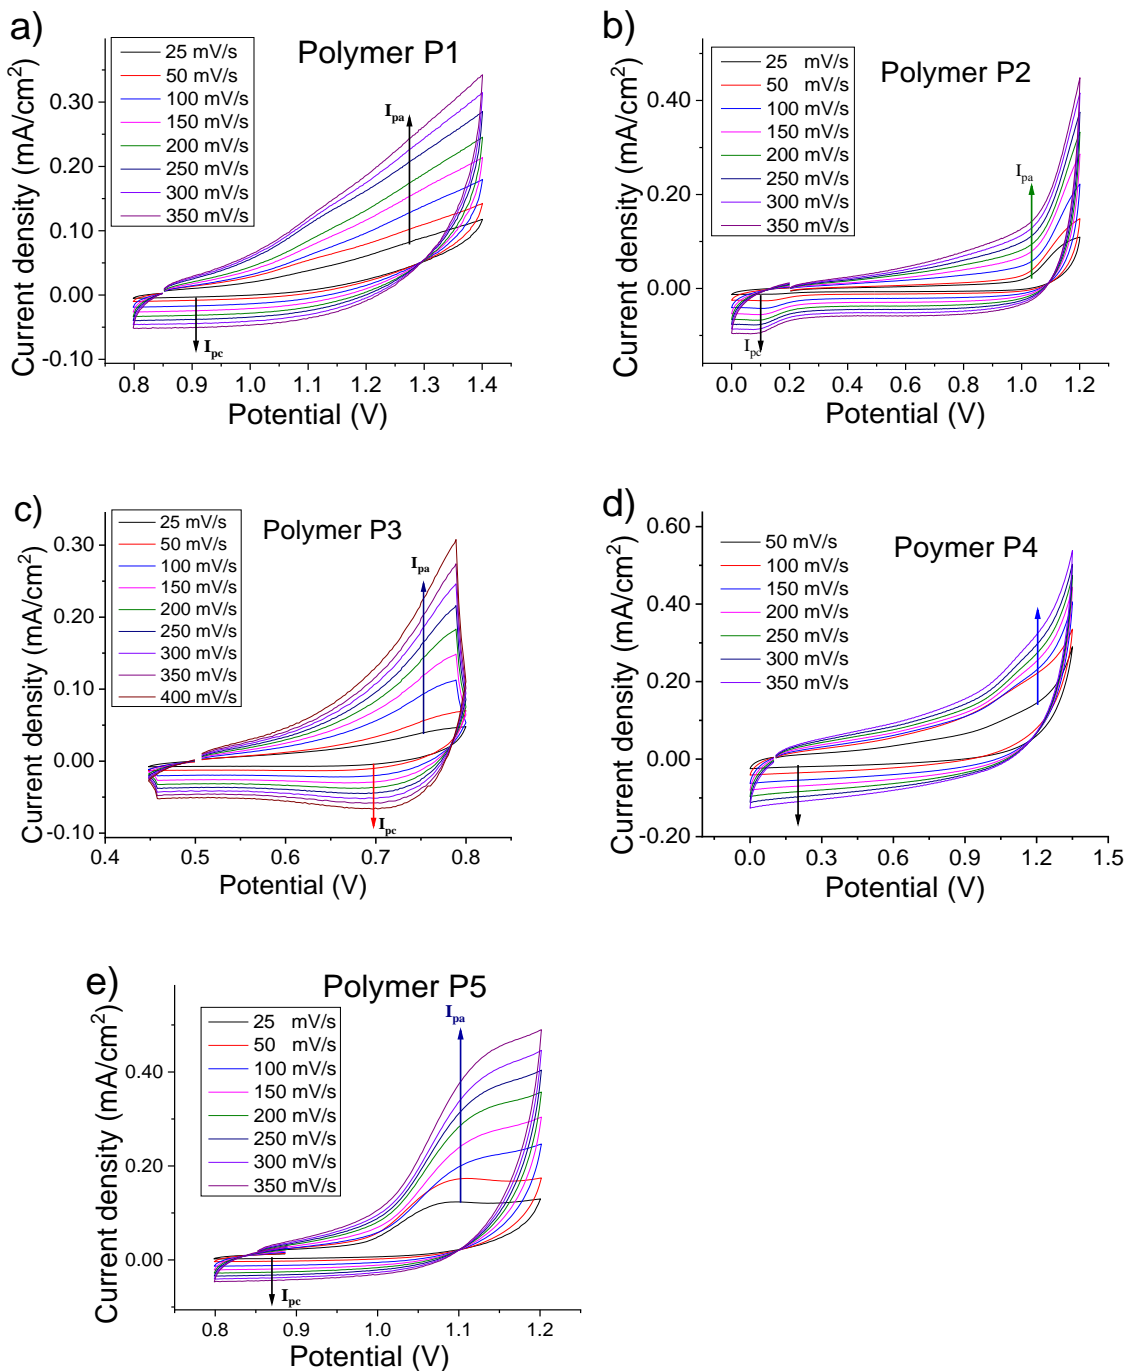 a)
Polymer P1
25 mV/s
50 mV/s
100 mV/s
150 mV/s
200 mV/s
250 mV/s
300 mV/s
350 mV/s
Ipa
Ipc
Current density (mA/cm2)
0.30
0.20
0.10
0.00
-0.10
0.8 0.9 1.0 1.1 1.2 1.3 1.4
Potential (V)
b)
Polymer P2
25 mV/s
50 mV/s
100 mV/s
150 mV/s
200 mV/s
250 mV/s
300 mV/s
350 mV/s
Ipa
Ipc
Current density (mA/cm2)
0.40
0.20
0.00
0.0 0.2 0.4 0.6 0.8 1.0 1.2
Potential (V)
c)
Polymer P3
25 mV/s
50 mV/s
100 mV/s
150 mV/s
200 mV/s
250 mV/s
300 mV/s
350 mV/s
400 mV/s
Ipa
Ipc
Current density (mA/cm2)
0.30
0.20
0.10
0.00
-0.10
0.4 0.5 0.6 0.7 0.8
Potential (V)
d)
Poymer P4
50 mV/s
100 mV/s
150 mV/s
200 mV/s
250 mV/s
300 mV/s
350 mV/s
Current density (mA/cm2)
0.60
0.40
0.20
0.00
-0.20
0.0 0.3 0.6 0.9 1.2 1.5
Potential (V)
e)
Polymer P5
25 mV/s
50 mV/s
100 mV/s
150 mV/s
200 mV/s
250 mV/s
300 mV/s
350 mV/s
Ipa
Ipc
Current density (mA/cm2)
0.40
0.20
0.00
0.8 0.9 1.0 1.1 1.2
Potential (V)